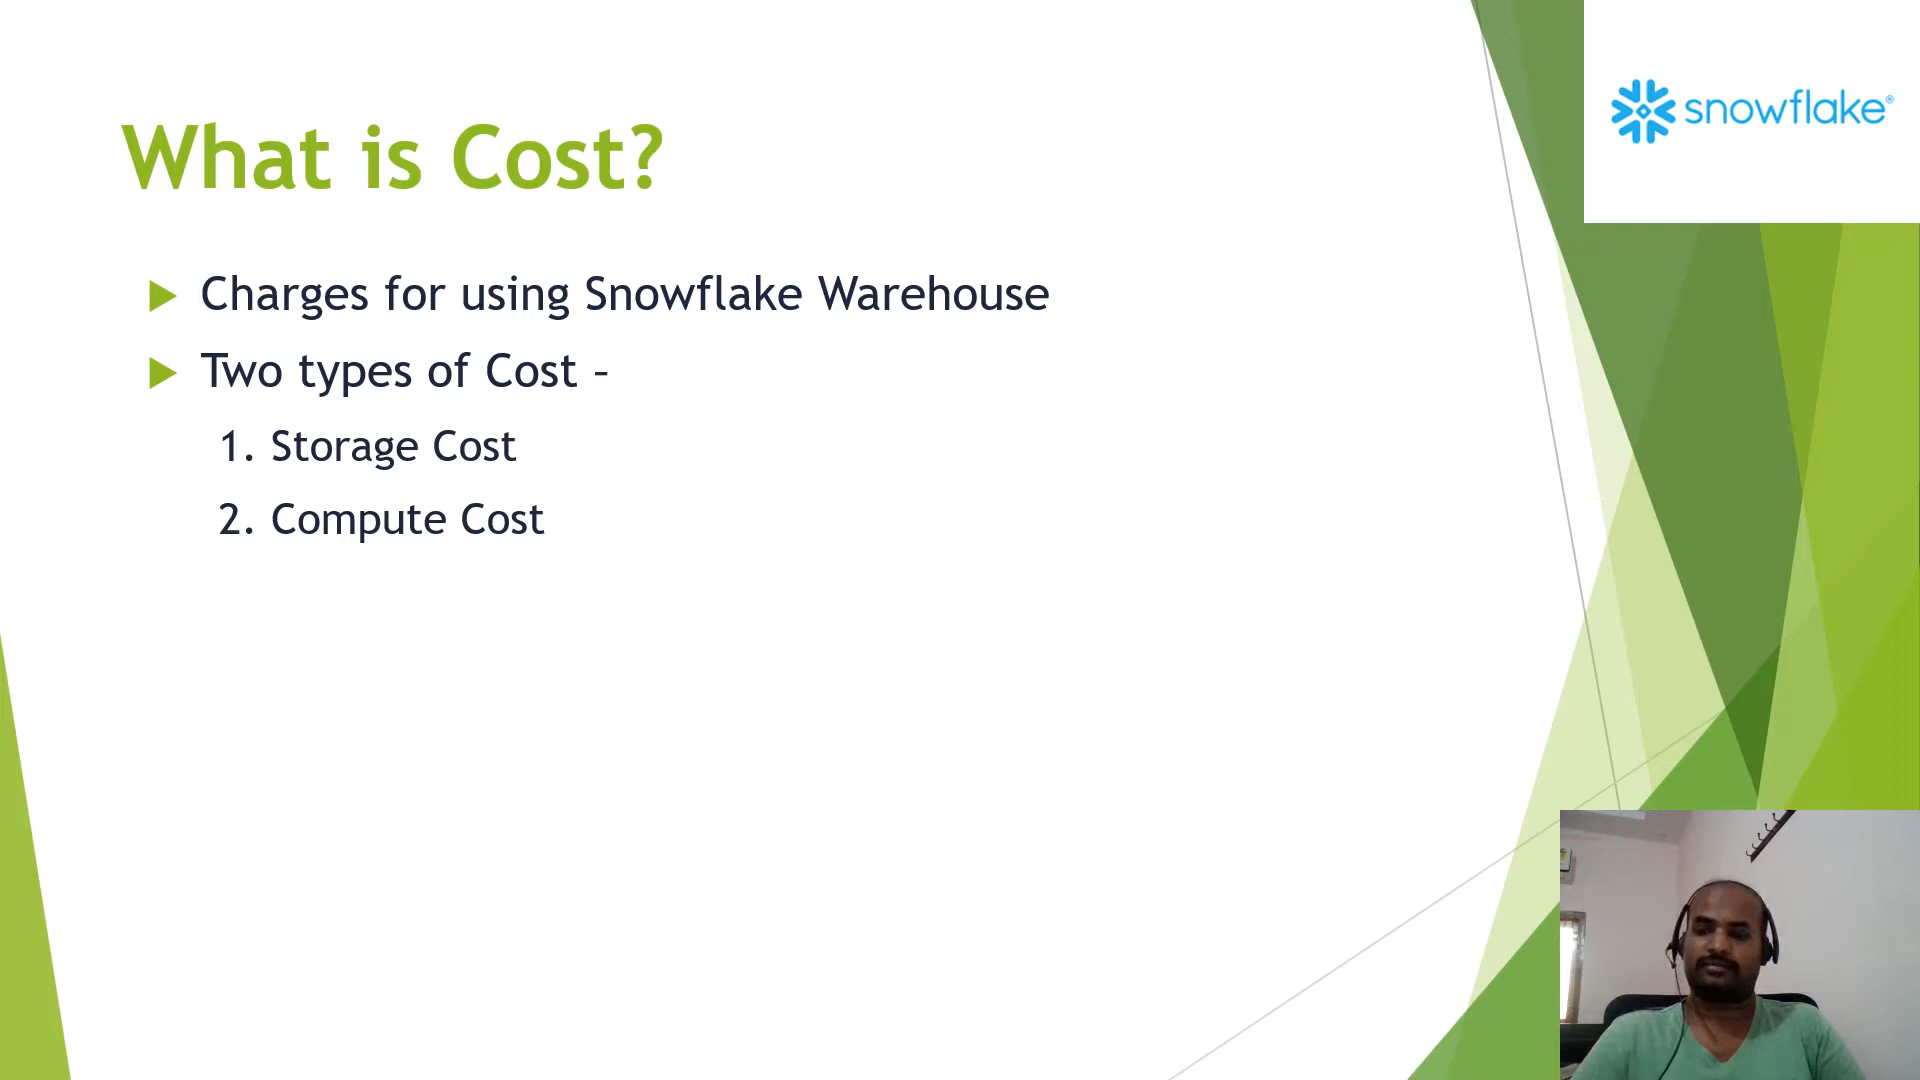 snowflake®
What is Cost?
Charges for using Snowflake Warehouse
Two types of Cost –
1. Storage Cost
2. Compute Cost